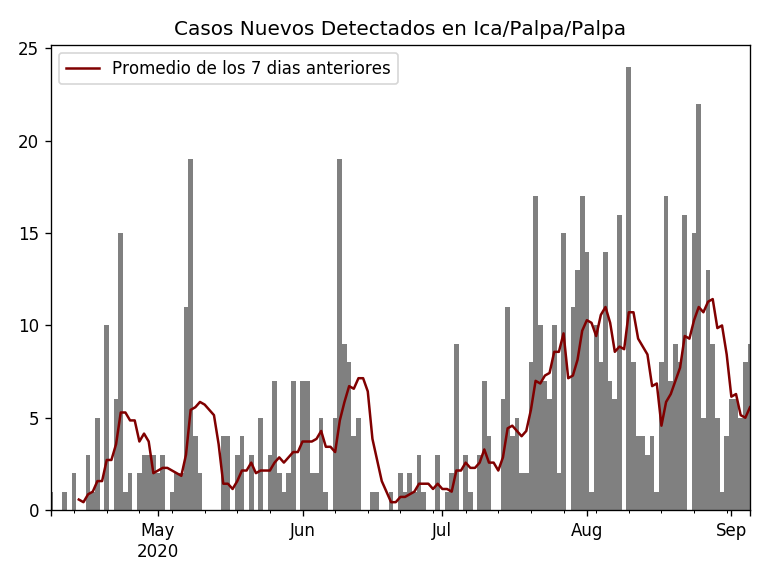 Casos Nuevos Detectados en Ica/Palpa/Palpa
Promedio de los 7 dias anteriores
25
20
15
10
5
0
May Jun Jul Aug Sep
2020